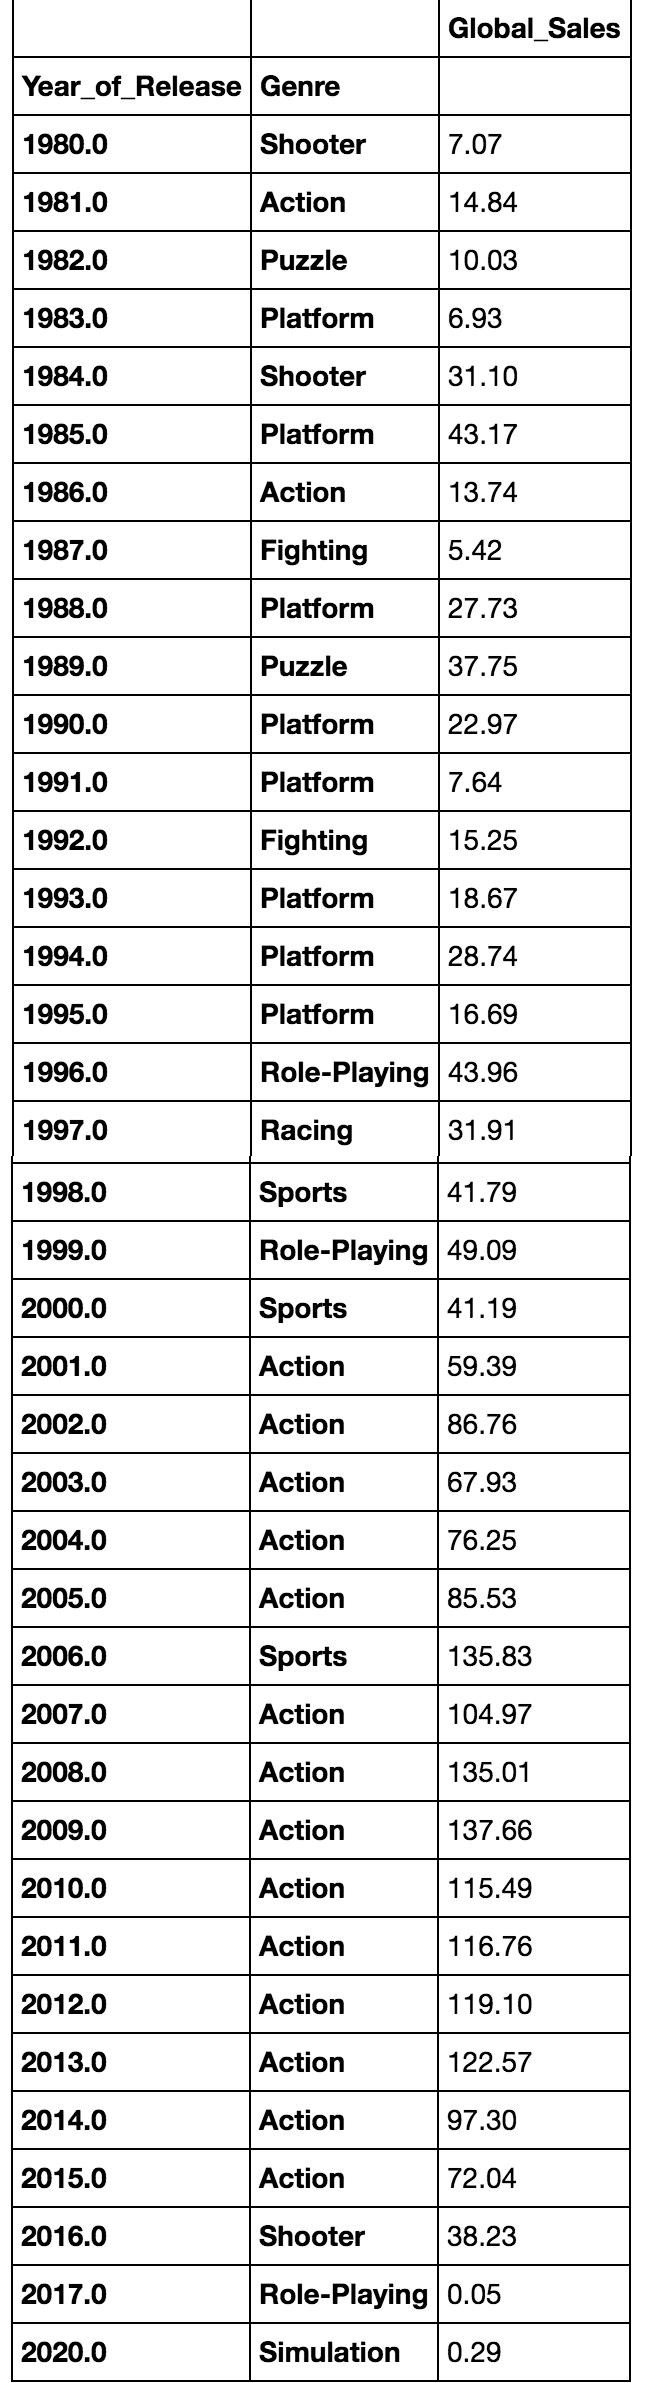 Global_Sales
Year_of_Release Genre
1980.0 Shooter 7.07
1981.0 Action 14.84
1982.0 Puzzle 10.03
1983.0 Platform 6.93
1984.0 Shooter 31.10
1985.0 Platform 43.17
1986.0 Action 13.74
1987.0 Fighting 5.42
1988.0 Platform 27.73
1989.0 Puzzle 37.75
1990.0 Platform 22.97
1991.0 Platform 7.64
1992.0 Fighting 15.25
1993.0 Platform 18.67
1994.0 Platform 28.74
1995.0 Platform 16.69
1996.0 Role-Playing 43.96
1997.0 Racing 31.91
1998.0 Sports 41.79
1999.0 Role-Playing 49.09
2000.0 Sports 41.19
2001.0 Action 59.39
2002.0 Action 86.76
2003.0 Action 67.93
2004.0 Action 76.25
2005.0 Action 85.53
2006.0 Sports 135.83
2007.0 Action 104.97
2008.0 Action 135.01
2009.0 Action 137.66
2010.0 Action 115.49
2011.0 Action 116.76
2012.0 Action 119.10
2013.0 Action 122.57
2014.0 Action 97.30
2015.0 Action 72.04
2016.0 Shooter 38.23
2017.0 Role-Playing 0.05
2020.0 Simulation 0.29